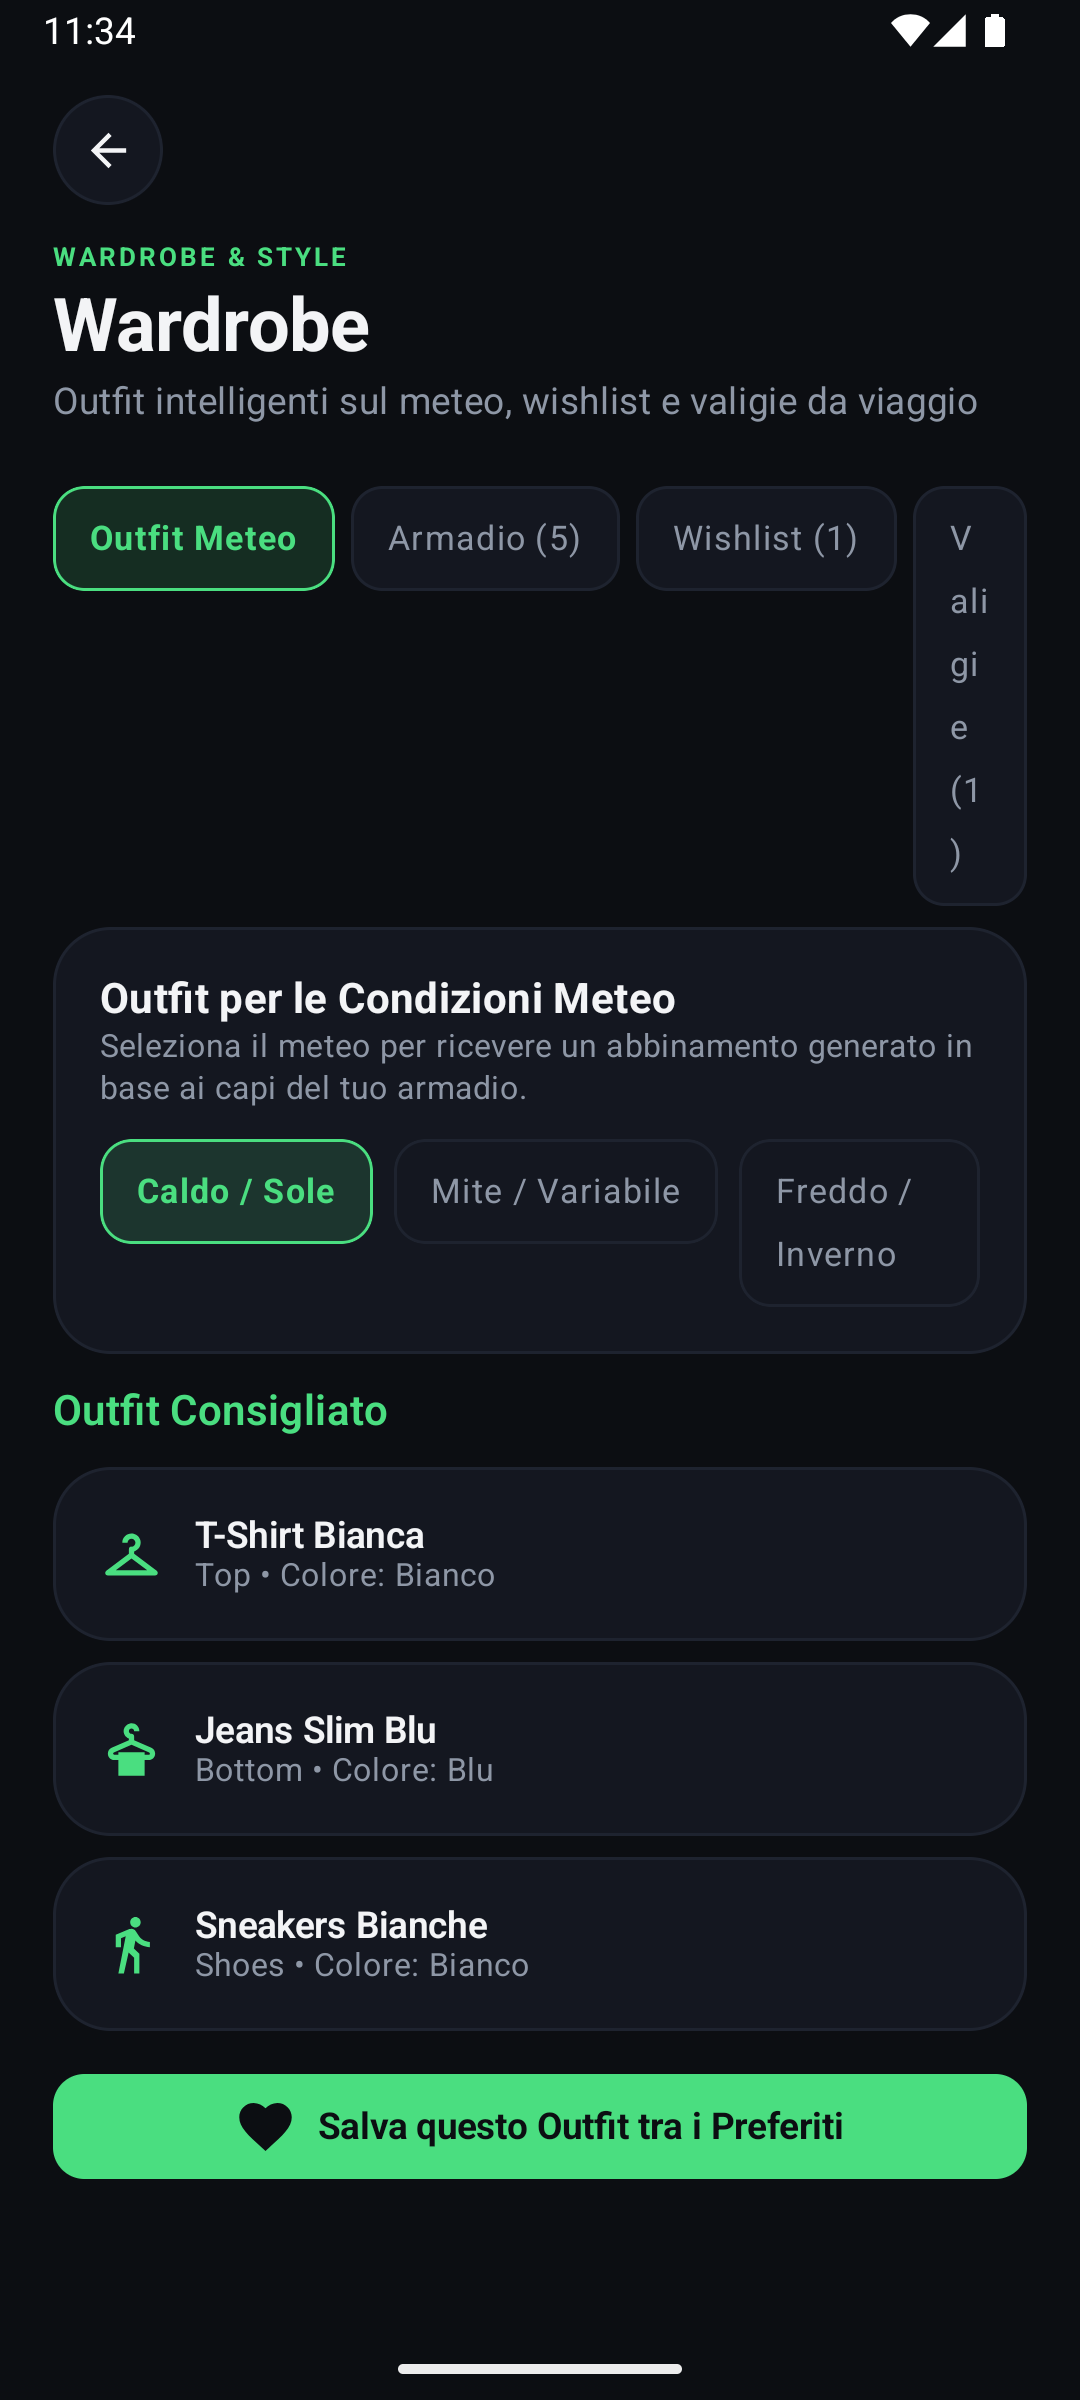 11:34
WARDROBE & STYLE
Wardrobe
Outfit intelligenti sul meteo, wishlist e valigie da viaggio
Outfit Meteo
Armadio (5)
Wishlist (1)
V
ali
gi
e
(1
)
Outfit per le Condizioni Meteo
Seleziona il meteo per ricevere un abbinamento generato in
base ai capi del tuo armadio.
Caldo / Sole
Mite / Variabile
Freddo /
Inverno
Outfit Consigliato
T-Shirt Bianca
Top • Colore: Bianco
Jeans Slim Blu
Bottom • Colore: Blu
Sneakers Bianche
Shoes • Colore: Bianco
Salva questo Outfit tra i Preferiti